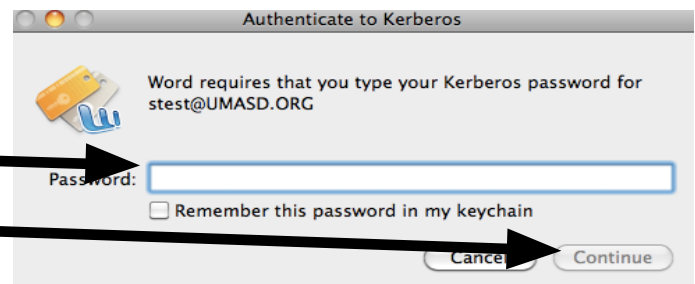 Authenticate to Kerberos
Word requires that you type your Kerberos password for
stest@UMASD.ORG
Password:
Remember this password in my keychain
Cancel
Continue